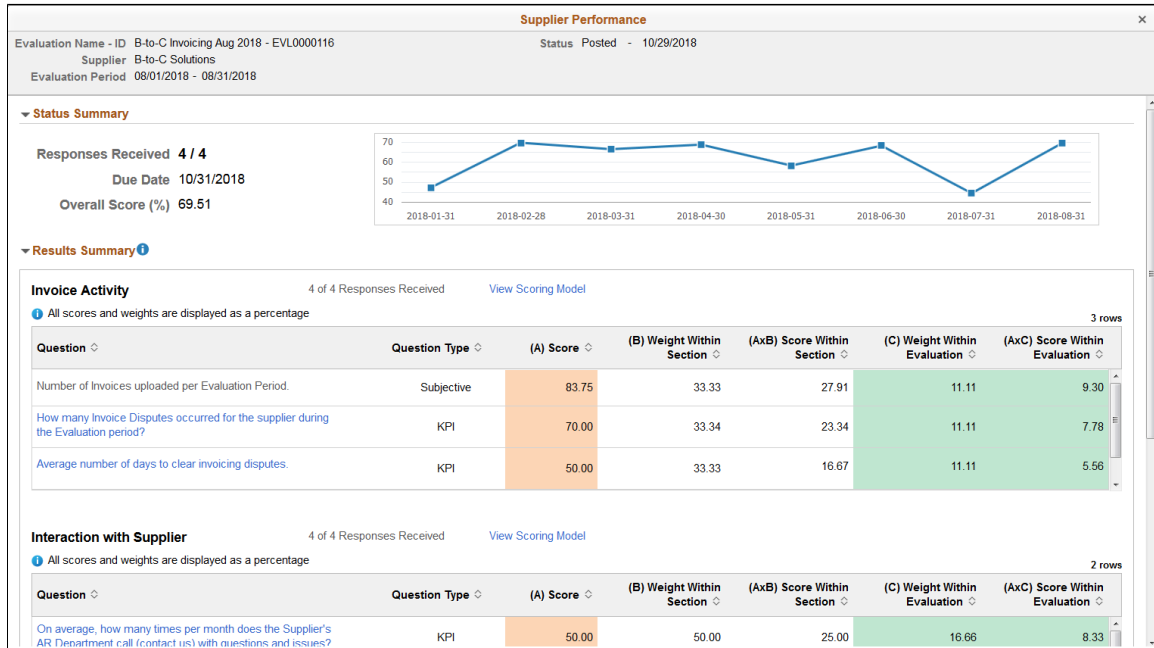 Supplier Performance
Evaluation Name - ID B-to-C Invoicing Aug 2018 - EVL0000116 Status Posted - 10/29/2018
Supplier B-to-C Solutions
Evaluation Period 08/01/2018 - 08/31/2018
Status Summary
Responses Received 4 / 4
Due Date 10/31/2018
Overall Score (%) 69.51
70
60
50
40
2018-01-31 2018-02-28 2018-03-31 2018-04-30 2018-05-31 2018-06-30 2018-07-31 2018-08-31
Results Summary
Invoice Activity 4 of 4 Responses Received View Scoring Model
All scores and weights are displayed as a percentage
3 rows
Question Question Type (A) Score (B) Weight Within Section (AxB) Score Within Section (C) Weight Within Evaluation (AxC) Score Within Evaluation
Number of Invoices uploaded per Evaluation Period. Subjective 83.75 33.33 27.91 11.11 9.30
How many Invoice Disputes occurred for the supplier during
the Evaluation period? KPI 70.00 33.34 23.34 11.11 7.78
Average number of days to clear invoicing disputes. KPI 50.00 33.33 16.67 11.11 5.56
Interaction with Supplier 4 of 4 Responses Received View Scoring Model
All scores and weights are displayed as a percentage
2 rows
Question Question Type (A) Score (B) Weight Within Section (AxB) Score Within Section (C) Weight Within Evaluation (AxC) Score Within Evaluation
On average, how many times per month does the Supplier's
AR Department call (contact us) with questions and issues? KPI 50.00 50.00 25.00 16.66 8.33